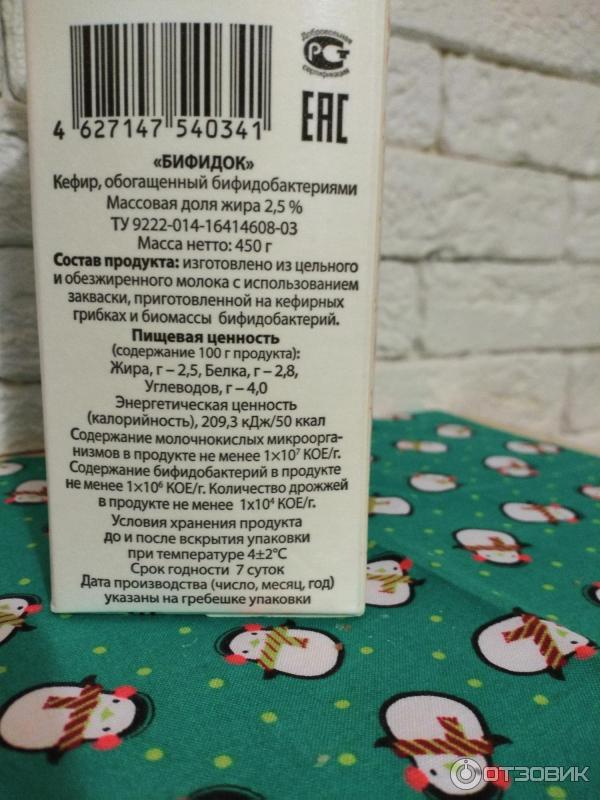 Добровольная
РСТ
сертификация
4 627147 540341
ЕАС
«БИФИДОК»
Кефир, обогащенный бифидобактериями
Массовая доля жира 2,5 %
ТУ 9222-014-16414608-03
Масса нетто: 450 г
Состав продукта: изготовлено из цельного
и обезжиренного молока с использованием
закваски, приготовленной на кефирных
грибках и биомассы бифидобактерий.
Пищевая ценность
(содержание 100 г продукта):
Жира, г – 2,5, Белка, г – 2,8,
Углеводов, г – 4,0
Энергетическая ценность
(калорийность), 209,3 кДж/50 ккал
Содержание молочнокислых микроорга-
низмов в продукте не менее 1×10⁷ КОЕ/г.
Содержание бифидобактерий в продукте
не менее 1×10⁶ КОЕ/г. Количество дрожжей
в продукте не менее 1x10⁴ КОЕ/г.
Условия хранения продукта
до и после вскрытия упаковки
при температуре 4±2°С
Срок годности 7 суток
Дата производства (число, месяц, год)
указаны на гребешке упаковки
ОТЗОВИК